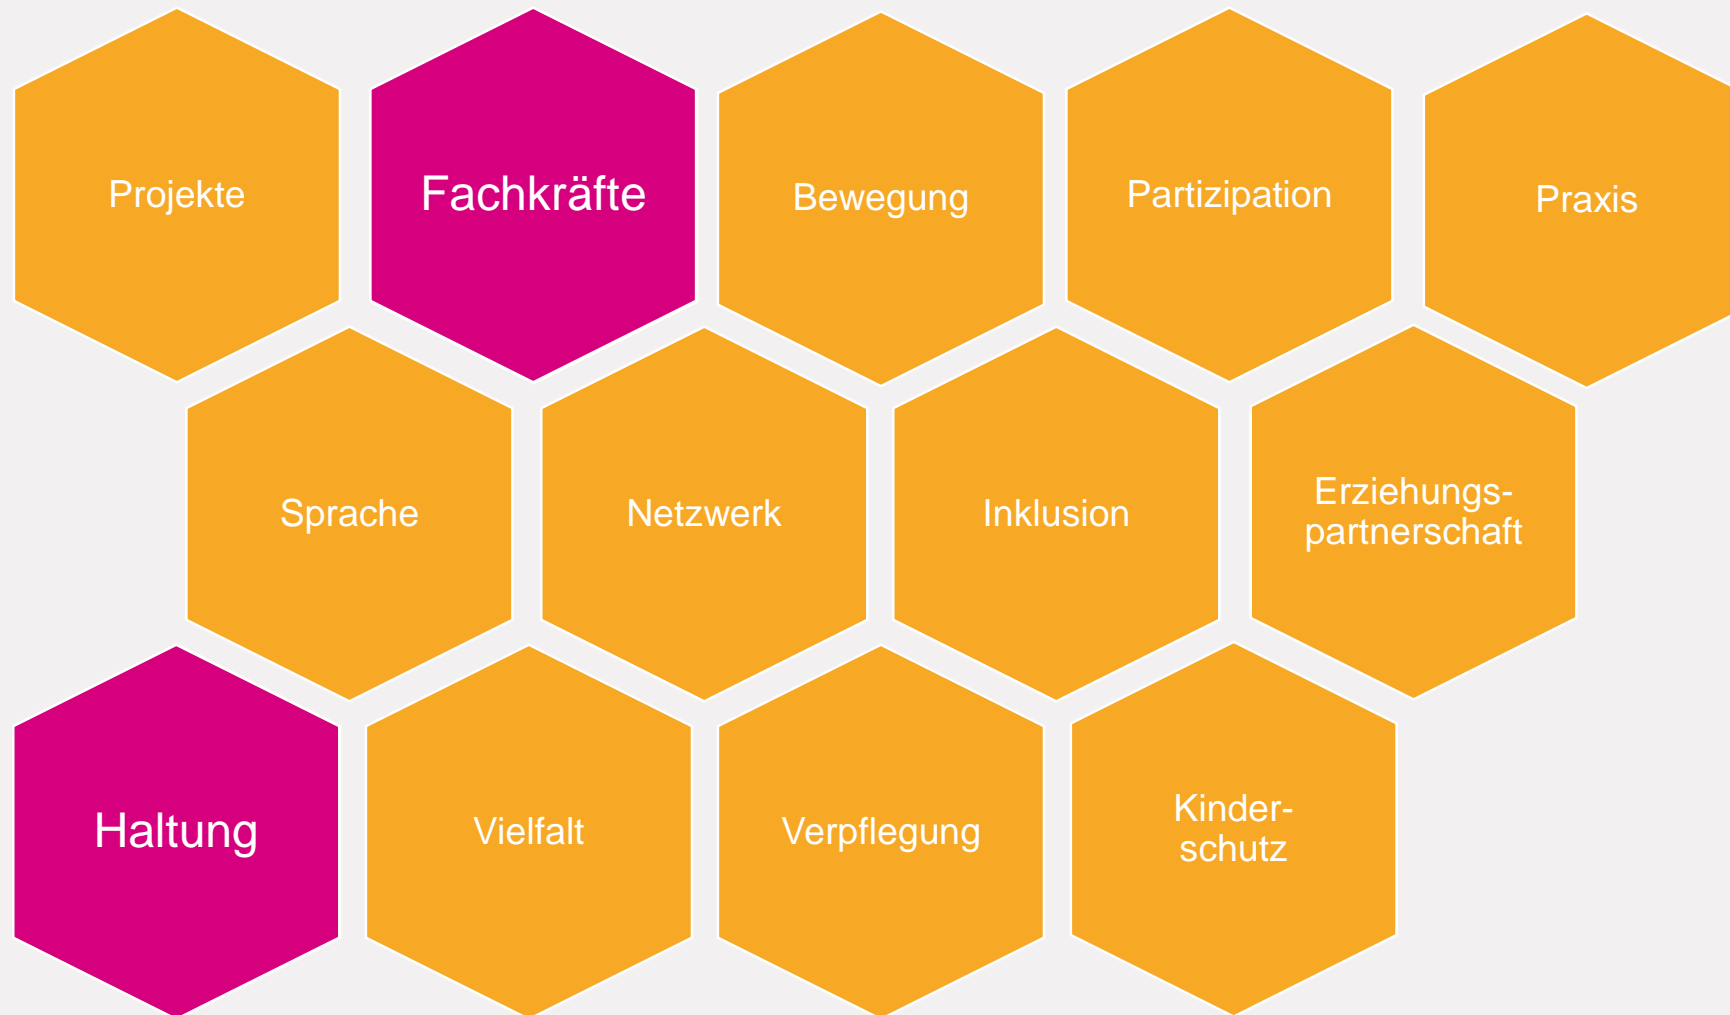 Projekte
Fachkräfte
Bewegung
Partizipation
Praxis
Sprache
Netzwerk
Inklusion
Erziehungs-
partnerschaft
Haltung
Vielfalt
Verpflegung
Kinder-
schutz